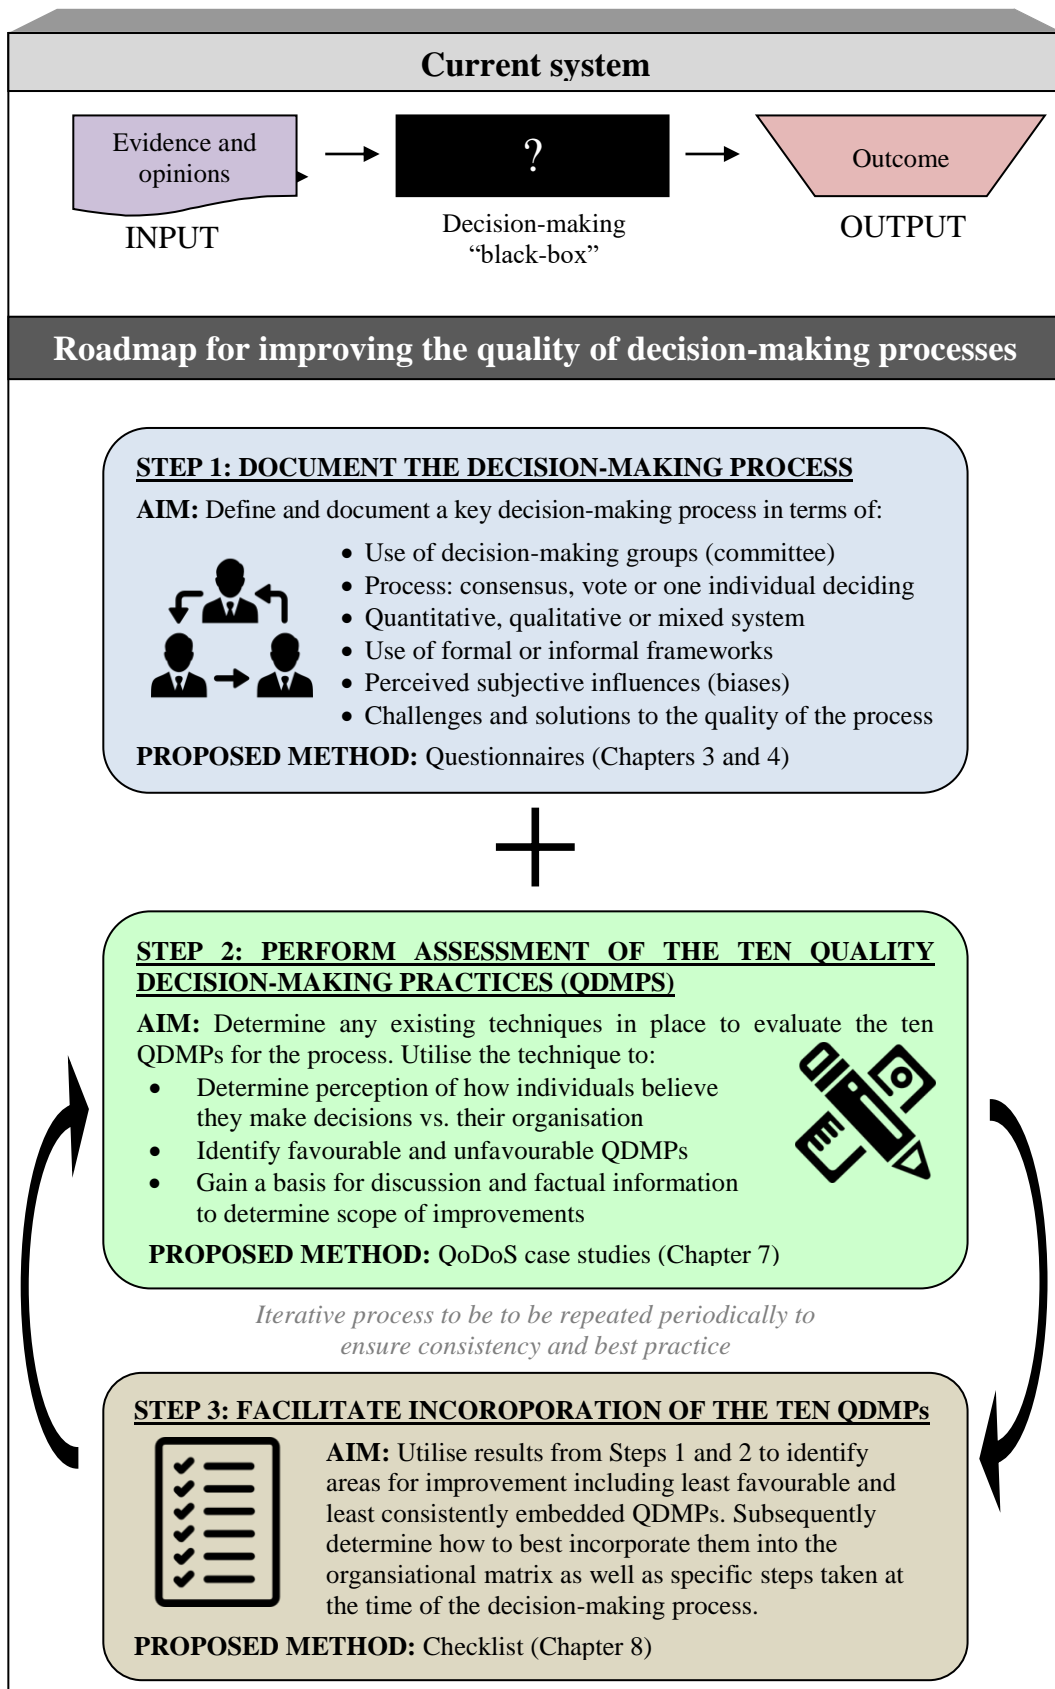 Current system
Evidence and
opinions
INPUT
?
Decision-making
“black-box”
Outcome
OUTPUT
Roadmap for improving the quality of decision-making processes
STEP 1: DOCUMENT THE DECISION-MAKING PROCESS
AIM: Define and document a key decision-making process in terms of:
• Use of decision-making groups (committee)
• Process: consensus, vote or one individual deciding
• Quantitative, qualitative or mixed system
• Use of formal or informal frameworks
• Perceived subjective influences (biases)
• Challenges and solutions to the quality of the process
PROPOSED METHOD: Questionnaires (Chapters 3 and 4)
STEP 2: PERFORM ASSESSMENT OF THE TEN QUALITY
DECISION-MAKING PRACTICES (QDMPS)
AIM: Determine any existing techniques in place to evaluate the ten
QDMPs for the process. Utilise the technique to:
• Determine perception of how individuals believe
they make decisions vs. their organisation
• Identify favourable and unfavourable QDMPs
• Gain a basis for discussion and factual information
to determine scope of improvements
PROPOSED METHOD: QoDoS case studies (Chapter 7)
Iterative process to be to be repeated periodically to
ensure consistency and best practice
STEP 3: FACILITATE INCOROPORATION OF THE TEN QDMPs
AIM: Utilise results from Steps 1 and 2 to identify
areas for improvement including least favourable and
least consistently embedded QDMPs. Subsequently
determine how to best incorporate them into the
organsiational matrix as well as specific steps taken at
the time of the decision-making process.
PROPOSED METHOD: Checklist (Chapter 8)